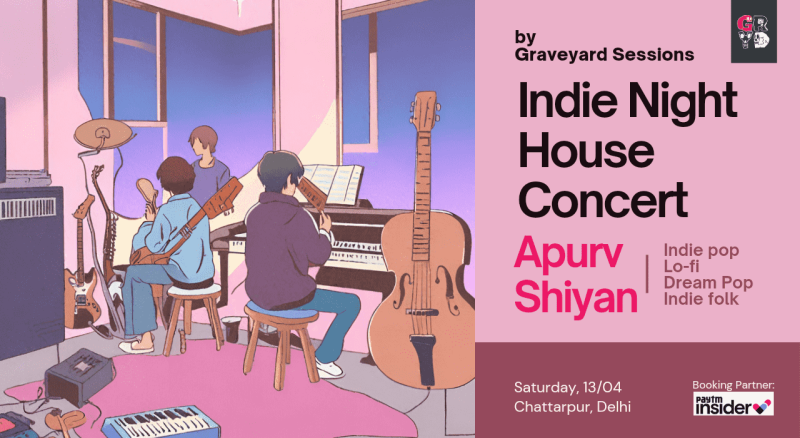 by
Graveyard Sessions
GR
Indie Night
House
Concert
Apurv
Shiyan
Indie pop
Lo-fi
Dream Pop
Indie folk
Saturday, 13/04
Chattarpur, Delhi
Booking Partner:
paytm
insider